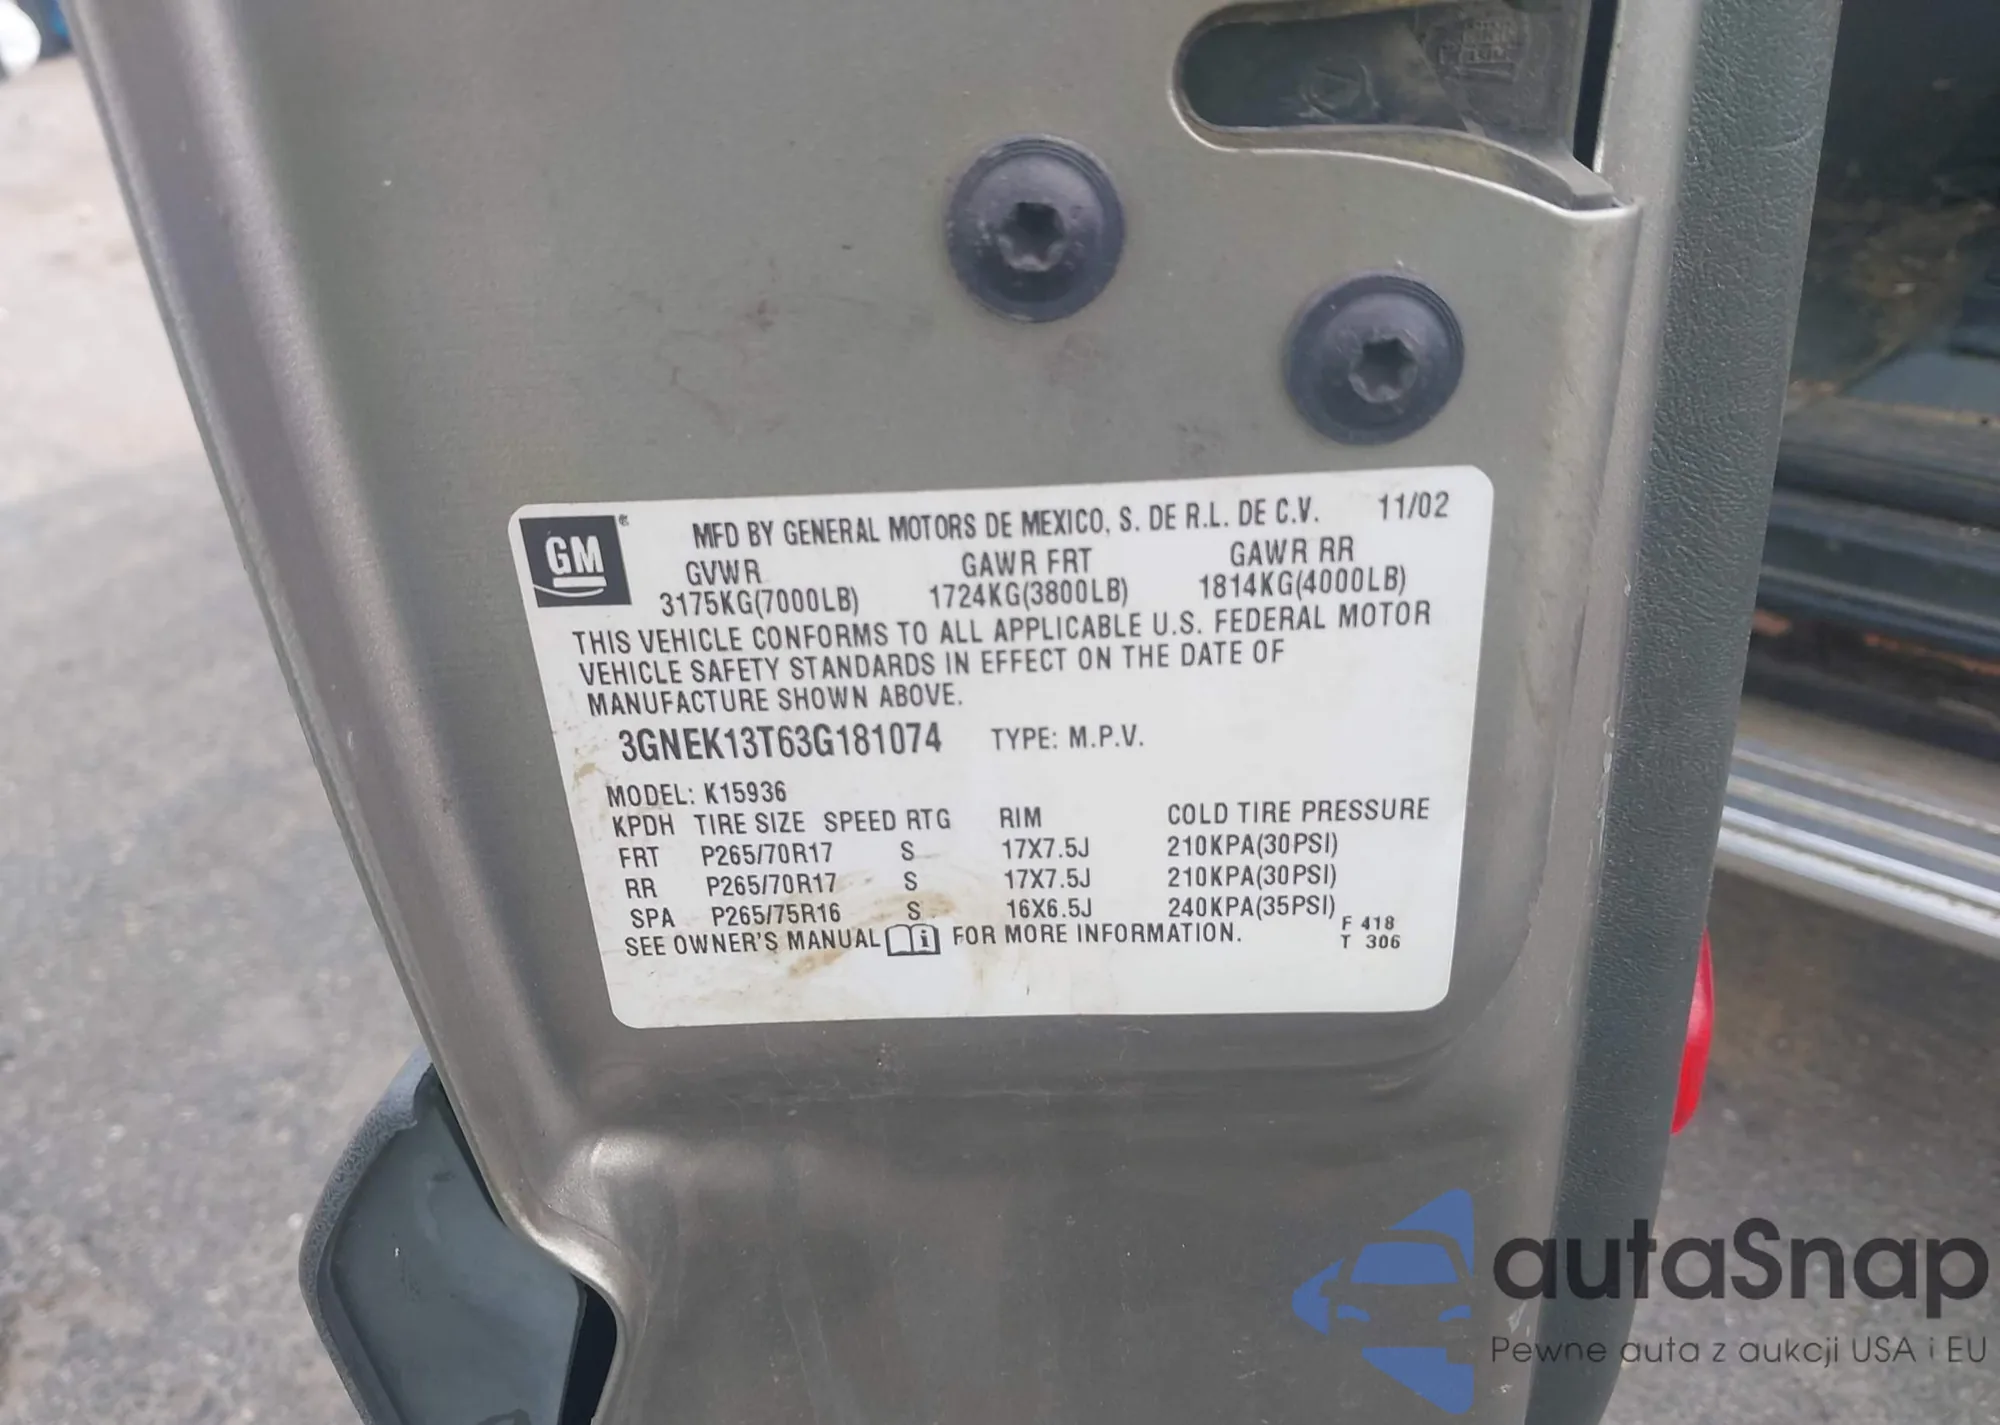 GM®
MFD BY GENERAL MOTORS DE MEXICO, S. DE R.L. DE C.V. 11/02
GVWR GAWR FRT GAWR RR
3175KG(7000LB) 1724KG(3800LB) 1814KG(4000LB)
THIS VEHICLE CONFORMS TO ALL APPLICABLE U.S. FEDERAL MOTOR
VEHICLE SAFETY STANDARDS IN EFFECT ON THE DATE OF
MANUFACTURE SHOWN ABOVE.
3GNEK13T63G181074 TYPE: M.P.V.
MODEL: K15936
KPDH TIRE SIZE SPEED RTG RIM COLD TIRE PRESSURE
FRT P265/70R17 S 17X7.5J 210KPA(30PSI)
RR P265/70R17 S 17X7.5J 210KPA(30PSI)
SPA P265/75R16 S 16X6.5J 240KPA(35PSI)
SEE OWNER'S MANUAL i FOR MORE INFORMATION.
F 418
T 306
autaSnap
Pewne auta z aukcji USA i EU